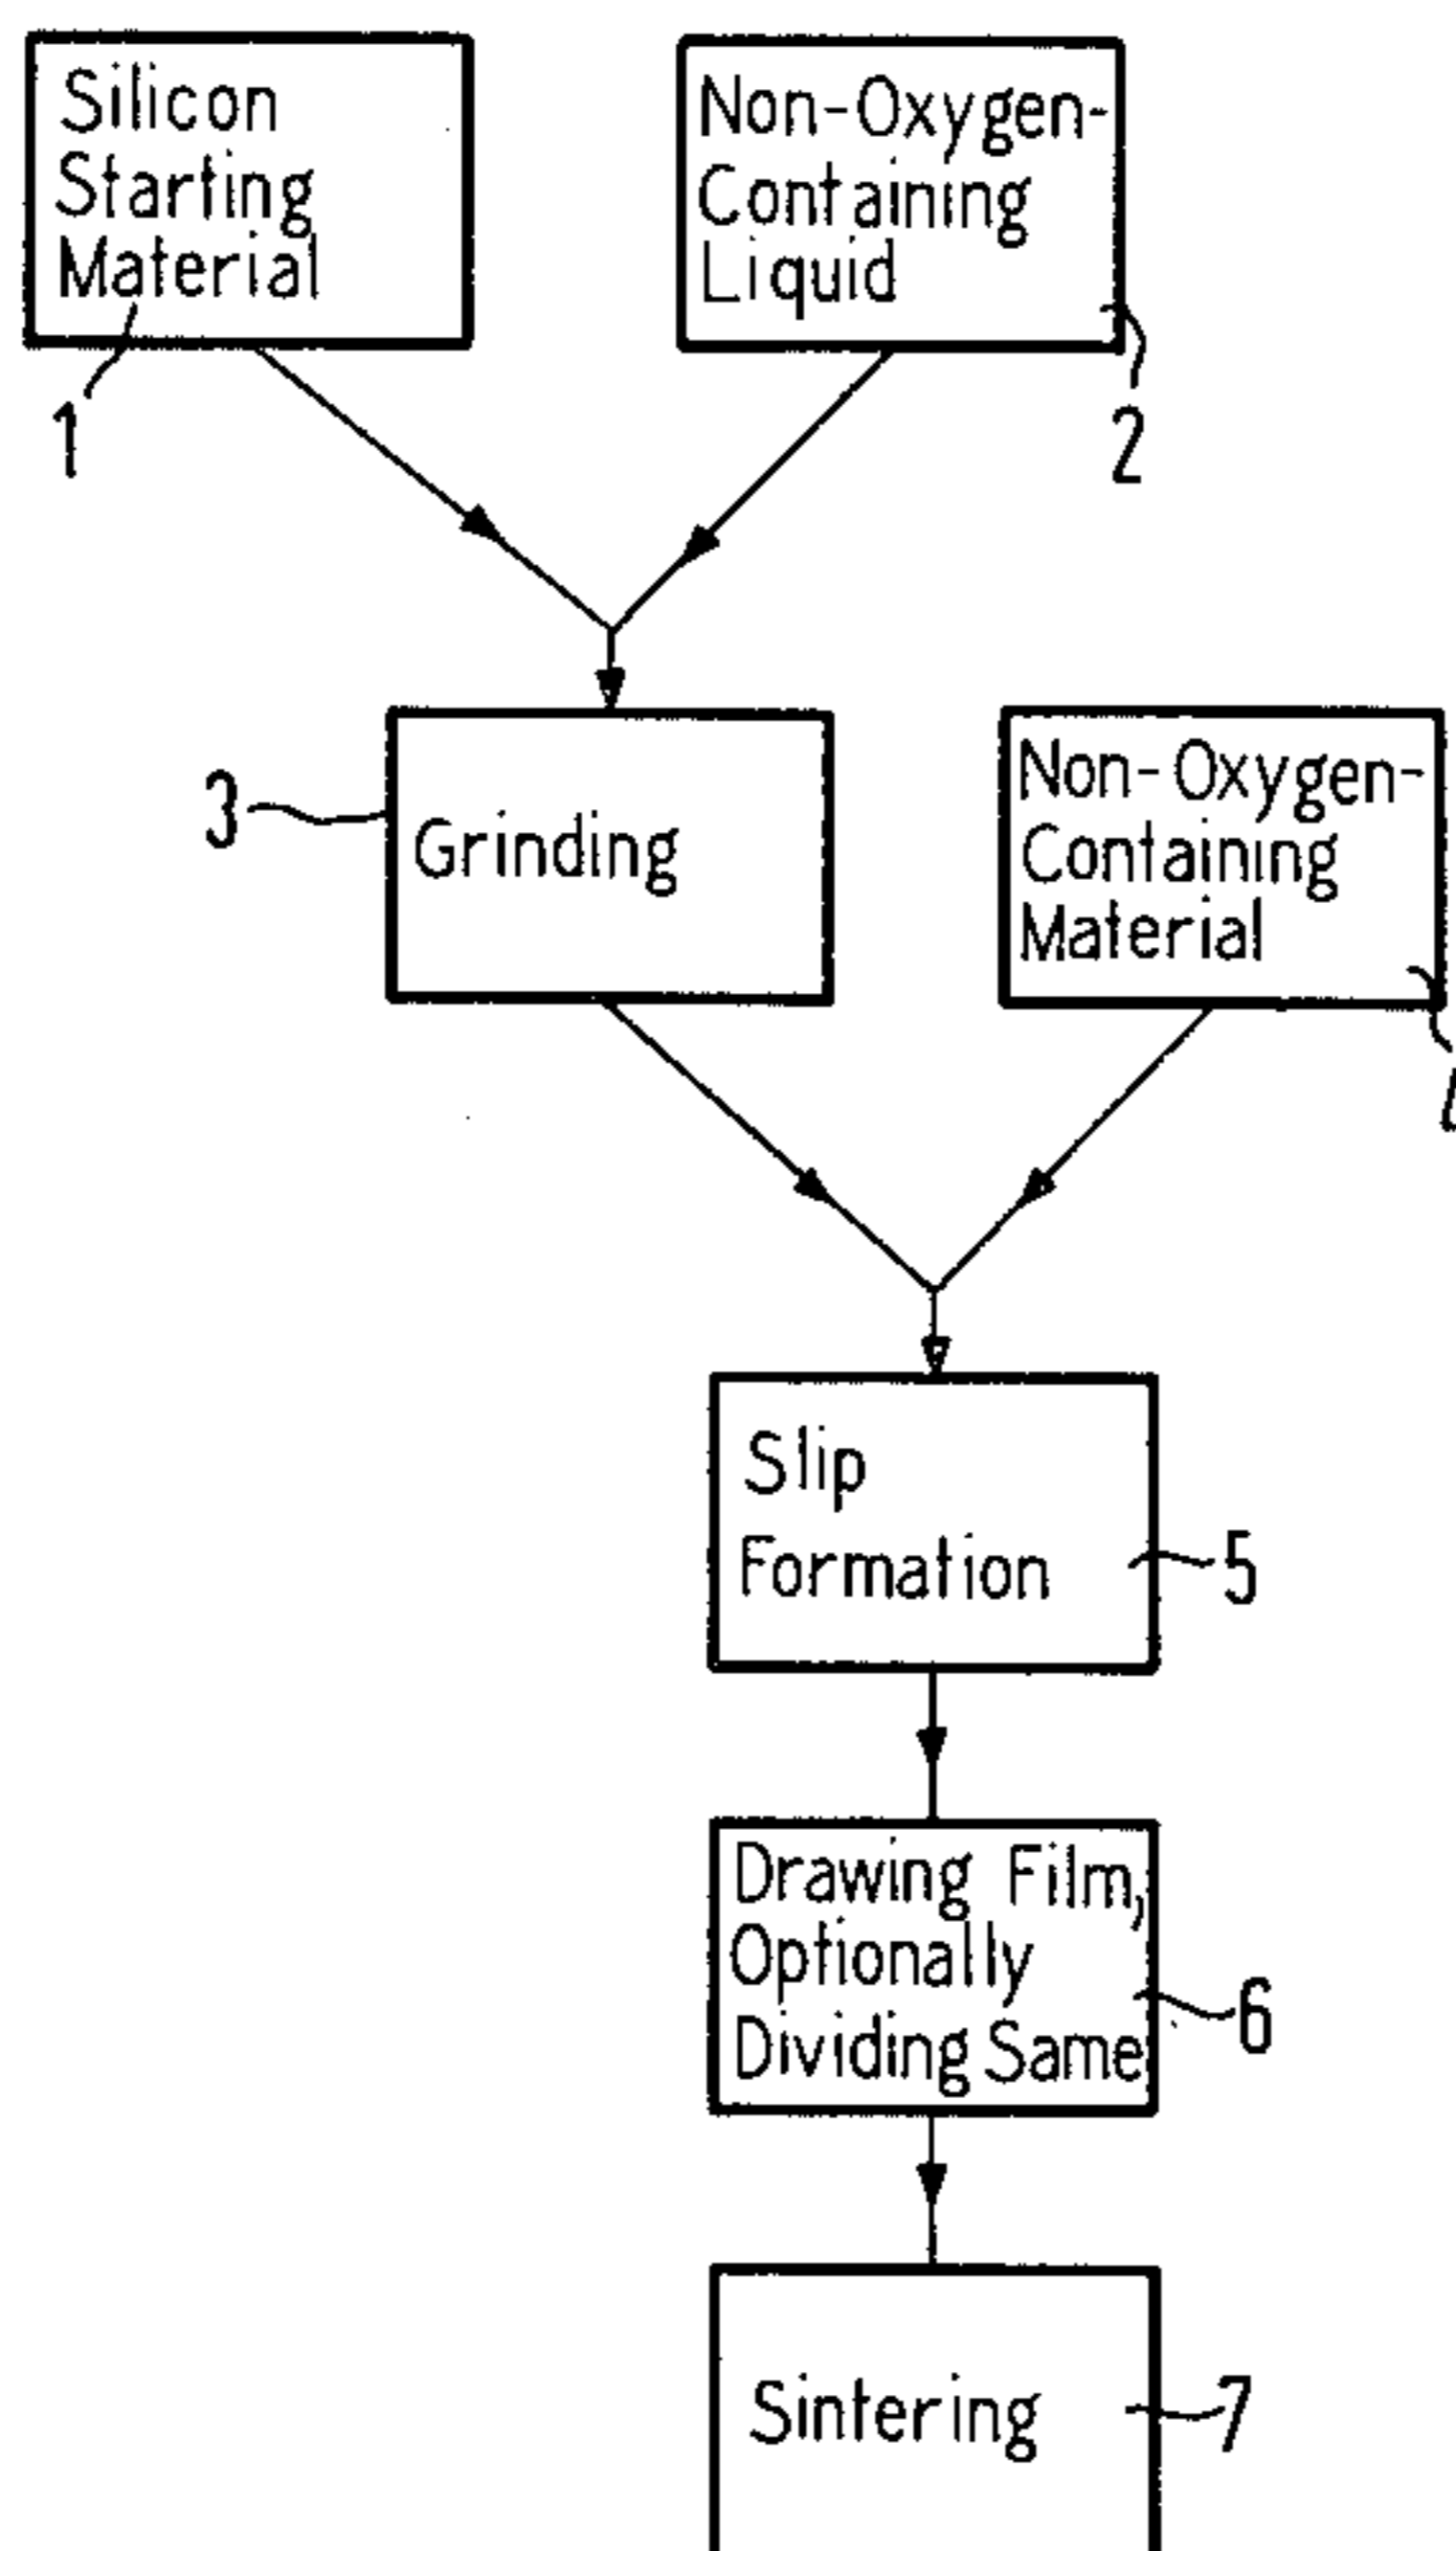 Silicon
Starting
Material
1
Non-Oxygen-
Containing
Liquid
2
3
Grinding
Non-Oxygen-
Containing
Material
Slip
Formation
5
Drawing Film,
Optionally
Dividing Same
6
Sintering
7